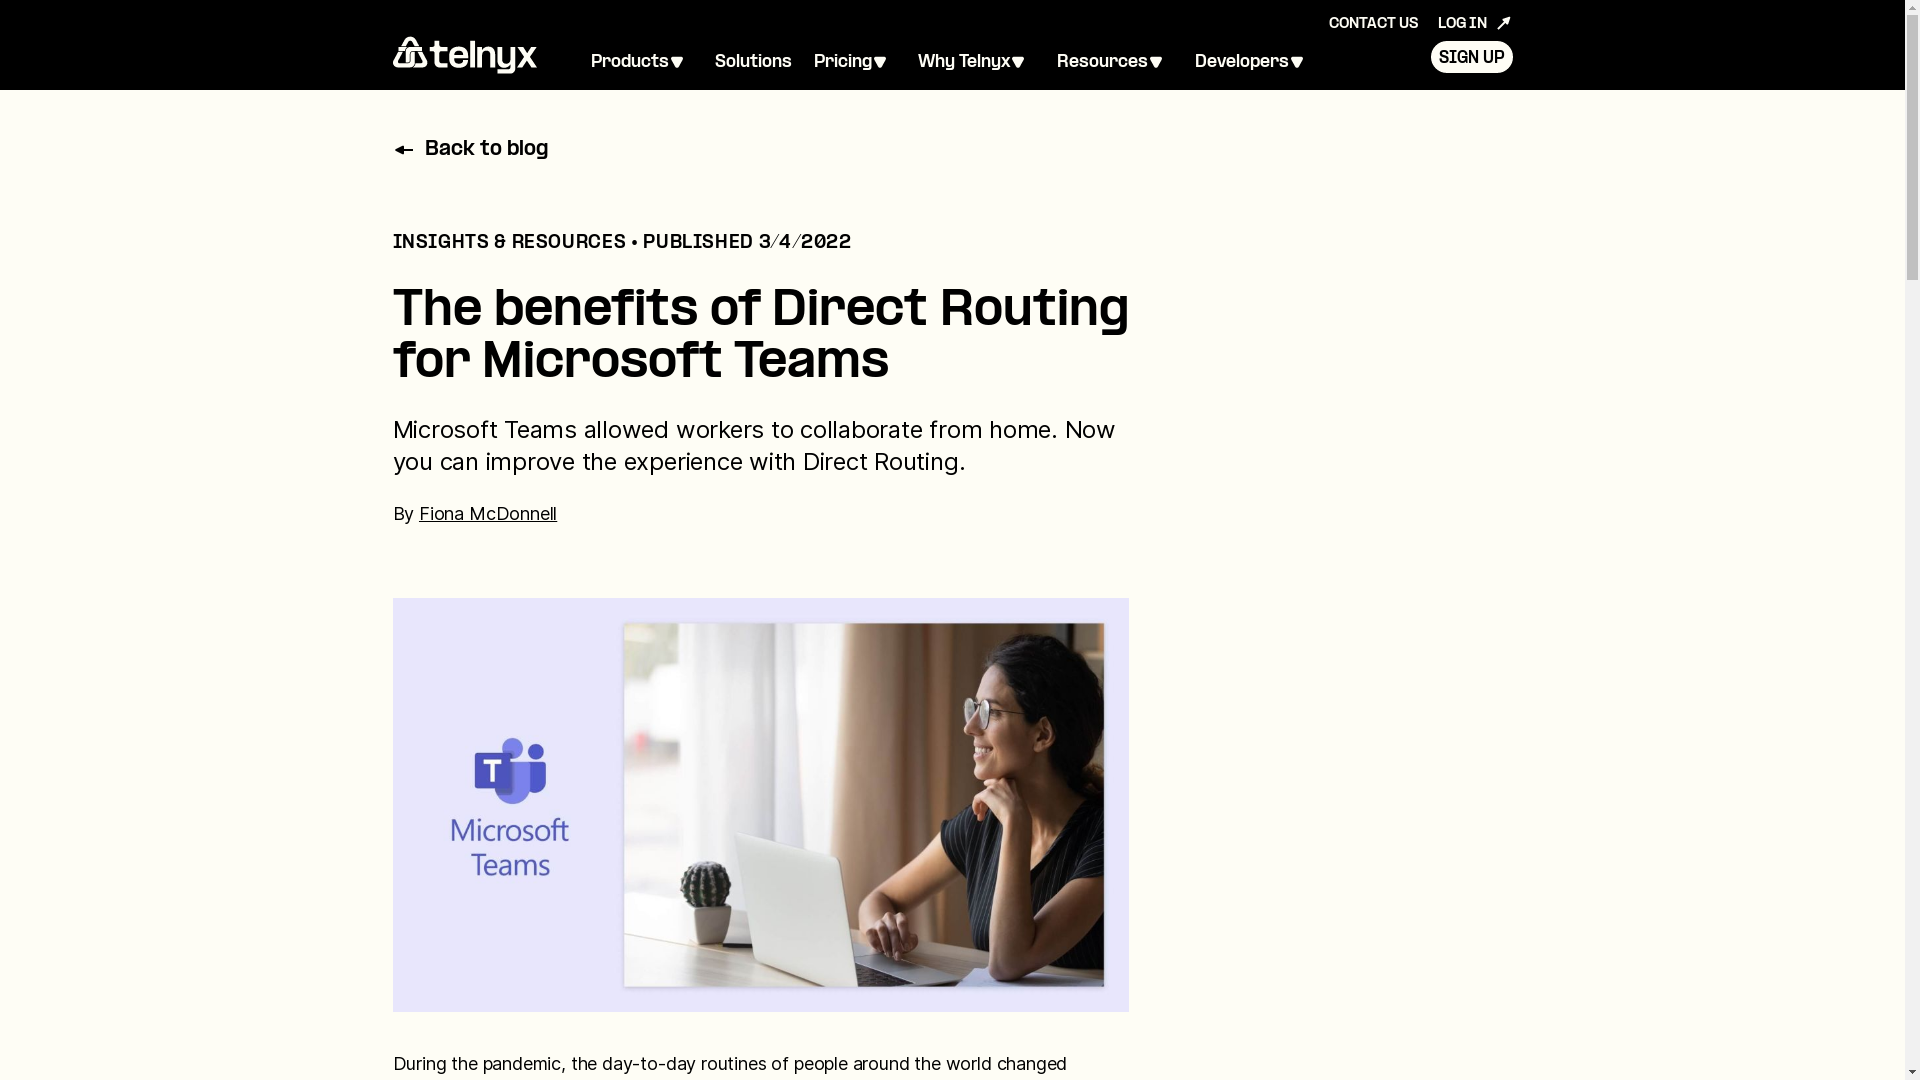 CONTACT US LOG IN
telnyx Products Solutions Pricing Why Telnyx Resources Developers SIGN UP
Back to blog
INSIGHTS & RESOURCES • PUBLISHED 3/4/2022
The benefits of Direct Routing
for Microsoft Teams
Microsoft Teams allowed workers to collaborate from home. Now
you can improve the experience with Direct Routing.
By Fiona McDonnell
T
Microsoft
Teams
During the pandemic, the day-to-day routines of people around the world changed